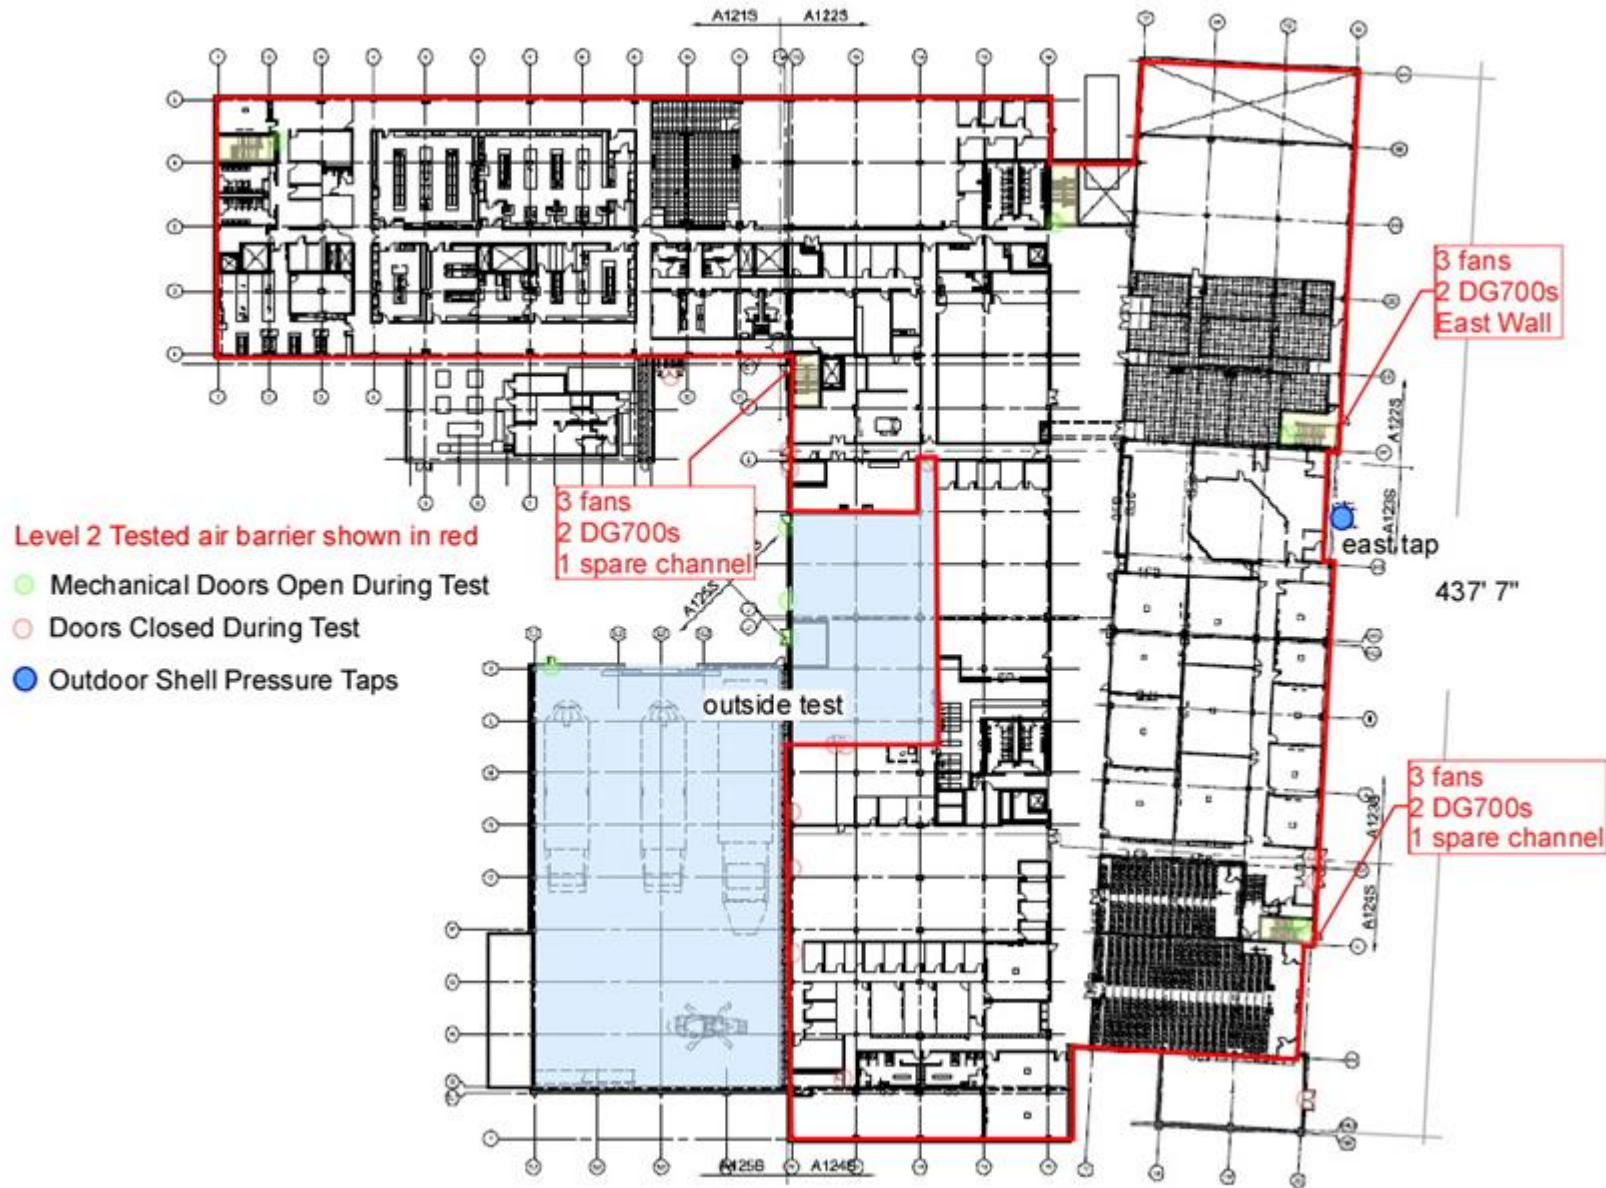 A121S A122S
3 fans
2 DG700s
East Wall
A122S
3 fans
2 DG700s
1 spare channel
A123S
east tap
Level 2 Tested air barrier shown in red
Mechanical Doors Open During Test
Doors Closed During Test
Outdoor Shell Pressure Taps
A125S
437' 7"
outside test
3 fans
2 DG700s
1 spare channel
A123S
A124S
A125S A124S